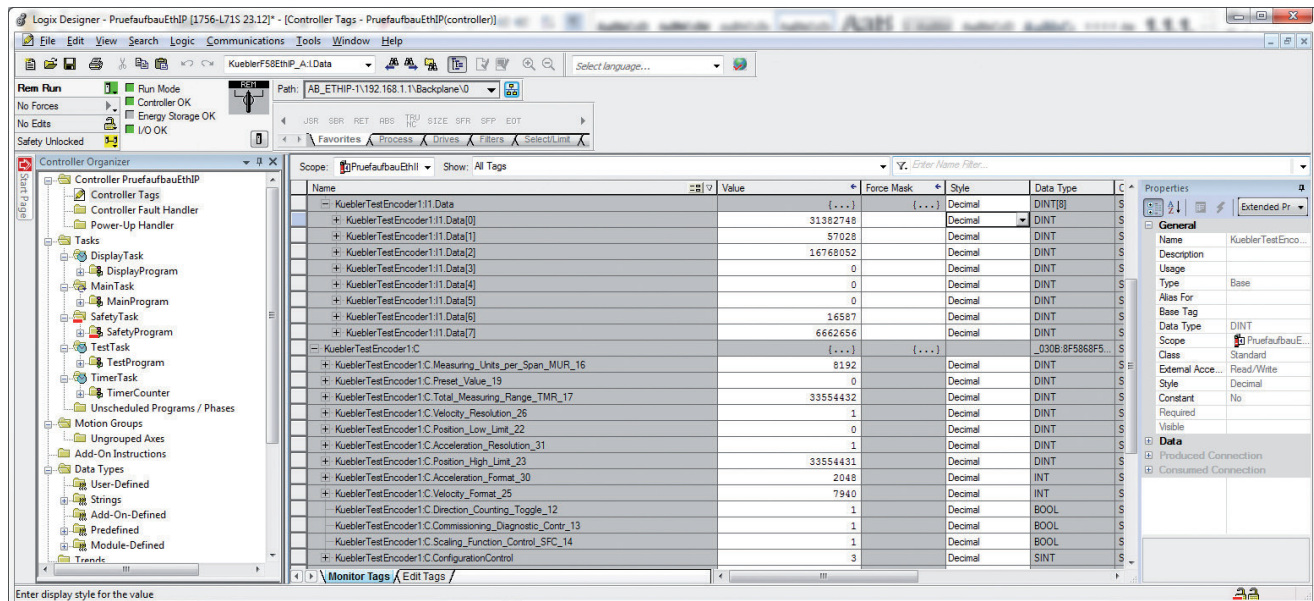 Logix Designer - PruefaufbauEthIP [1756-L71S 23.12]* - [Controller Tags - PruefaufbauEthIP(controller)]
File Edit View Search Logic Communications Tools Window Help
KueblerF58EthIP_A:I.Data Select language...
Rem Run Run Mode REM Path: AB_ETHIP-1\192.168.1.1\Backplane\0
No Forces Controller OK
No Edits Energy Storage OK JSR SBR RET ABS TRUNC SIZE SFR SFP EOT
Safety Unlocked I/O OK Favorites Process Drives Filters Select/Limit
Start Page
Controller Organizer
Controller PruefaufbauEthIP
Controller Tags
Controller Fault Handler
Power-Up Handler
Tasks
DisplayTask
DisplayProgram
MainTask
MainProgram
SafetyTask
SafetyProgram
TestTask
TestProgram
TimerTask
TimerCounter
Unscheduled Programs / Phases
Motion Groups
Ungrouped Axes
Add-On Instructions
Data Types
User-Defined
Strings
Add-On-Defined
Predefined
Module-Defined
Trends
Scope: PruefaufbauEthI Show: All Tags Enter Name Filter...
Name Value Force Mask Style Data Type
KueblerTestEncoder1:I1.Data {...} {...} Decimal DINT[8]
KueblerTestEncoder1:I1.Data[0] 31382748 Decimal DINT
KueblerTestEncoder1:I1.Data[1] 57028 Decimal DINT
KueblerTestEncoder1:I1.Data[2] 16768052 Decimal DINT
KueblerTestEncoder1:I1.Data[3] 0 Decimal DINT
KueblerTestEncoder1:I1.Data[4] 0 Decimal DINT
KueblerTestEncoder1:I1.Data[5] 0 Decimal DINT
KueblerTestEncoder1:I1.Data[6] 16587 Decimal DINT
KueblerTestEncoder1:I1.Data[7] 6662656 Decimal DINT
KueblerTestEncoder1:C {...} {...} _030B:8F5868F5...
KueblerTestEncoder1:C.Measuring_Units_per_Span_MUR_16 8192 Decimal DINT
KueblerTestEncoder1:C.Preset_Value_19 0 Decimal DINT
KueblerTestEncoder1:C.Total_Measuring_Range_TMR_17 33554432 Decimal DINT
KueblerTestEncoder1:C.Velocity_Resolution_26 1 Decimal DINT
KueblerTestEncoder1:C.Position_Low_Limit_22 0 Decimal DINT
KueblerTestEncoder1:C.Acceleration_Resolution_31 1 Decimal DINT
KueblerTestEncoder1:C.Position_High_Limit_23 33554431 Decimal DINT
KueblerTestEncoder1:C.Acceleration_Format_30 2048 Decimal INT
KueblerTestEncoder1:C.Velocity_Format_25 7940 Decimal INT
KueblerTestEncoder1:C.Direction_Counting_Toggle_12 1 Decimal BOOL
KueblerTestEncoder1:C.Commissioning_Diagnostic_Contr_13 1 Decimal BOOL
KueblerTestEncoder1:C.Scaling_Function_Control_SFC_14 1 Decimal BOOL
KueblerTestEncoder1:C.ConfigurationControl 3 Decimal SINT
Monitor Tags Edit Tags
Properties
Extended Pr
General
Name KueblerTestEnco...
Description
Usage
Type Base
Alias For
Base Tag
Data Type DINT
Scope PruefaufbauE...
Class Standard
External Acce... Read/Write
Style Decimal
Constant No
Required
Visible
Data
Produced Connection
Consumed Connection
Enter display style for the value